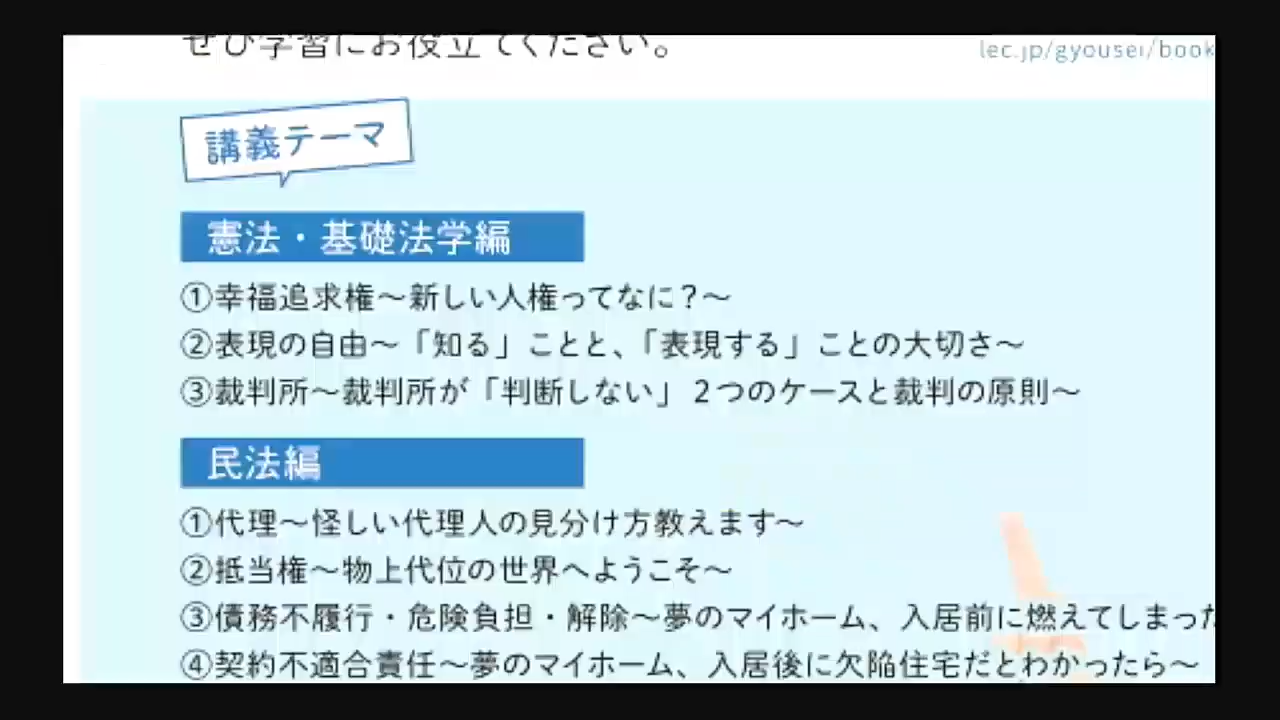 ぜひ学習にお役立てください。
lec.jp/gyousei/book
講義テーマ
憲法・基礎法学編
①幸福追求権～新しい人権ってなに？～
②表現の自由～「知る」ことと、「表現する」ことの大切さ～
③裁判所～裁判所が「判断しない」２つのケースと裁判の原則～
民法編
①代理～怪しい代理人の見分け方教えます～
②抵当権～物上代位の世界へようこそ～
③債務不履行・危険負担・解除～夢のマイホーム、入居前に燃えてしまった
④契約不適合責任～夢のマイホーム、入居後に欠陥住宅だとわかったら～